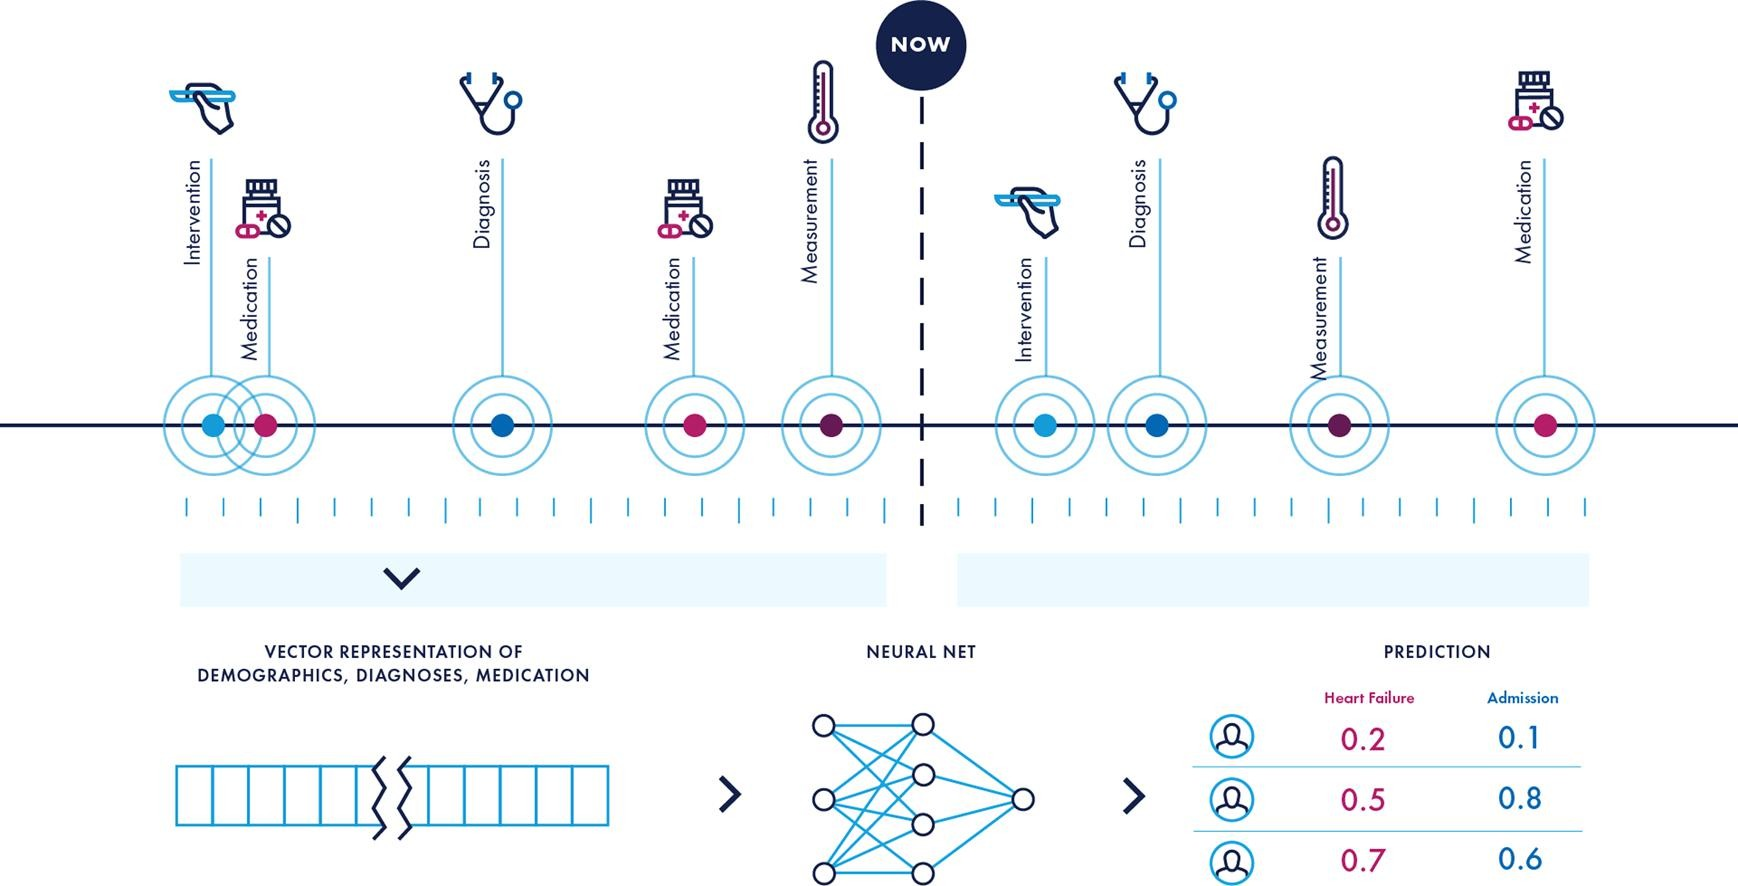 NOW
Intervention
Medication
Diagnosis
Medication
Measurement
Intervention
Diagnosis
Measurement
Medication
VECTOR REPRESENTATION OF
DEMOGRAPHICS, DIAGNOSES, MEDICATION
NEURAL NET
PREDICTION
Heart Failure Admission
0.2 0.1
0.5 0.8
0.7 0.6